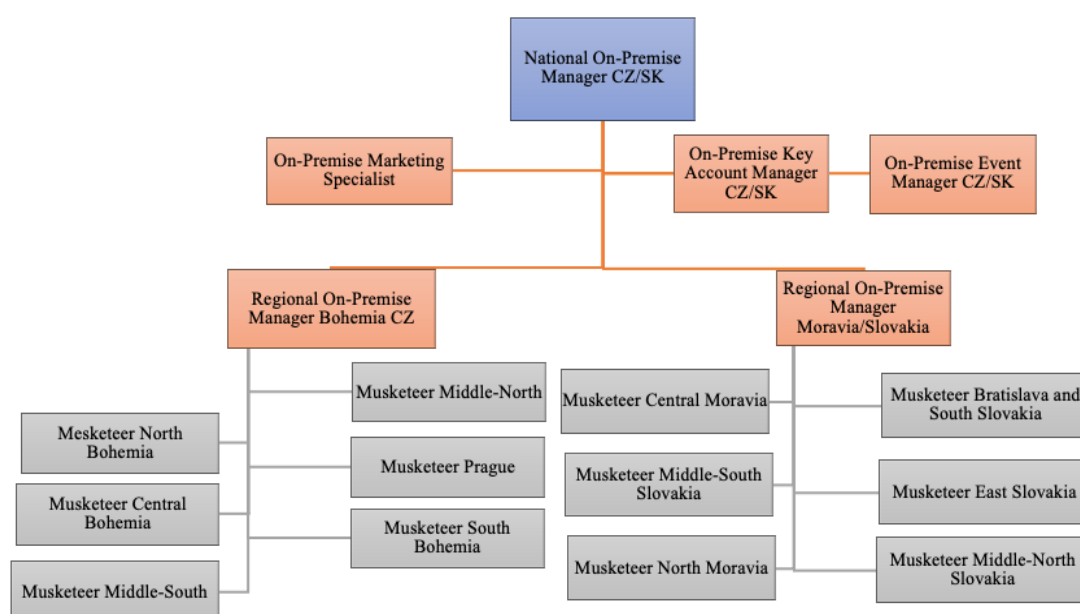 National On-Premise
Manager CZ/SK
On-Premise Marketing
Specialist
On-Premise Key
Account Manager
CZ/SK
On-Premise Event
Manager CZ/SK
Regional On-Premise
Manager Bohemia CZ
Regional On-Premise
Manager
Moravia/Slovakia
Musketeer Middle-North
Mesketeer North
Bohemia
Musketeer Prague
Musketeer Central
Bohemia
Musketeer South
Bohemia
Musketeer Middle-South
Musketeer Central Moravia
Musketeer Bratislava and
South Slovakia
Musketeer Middle-South
Slovakia
Musketeer East Slovakia
Musketeer North Moravia
Musketeer Middle-North
Slovakia